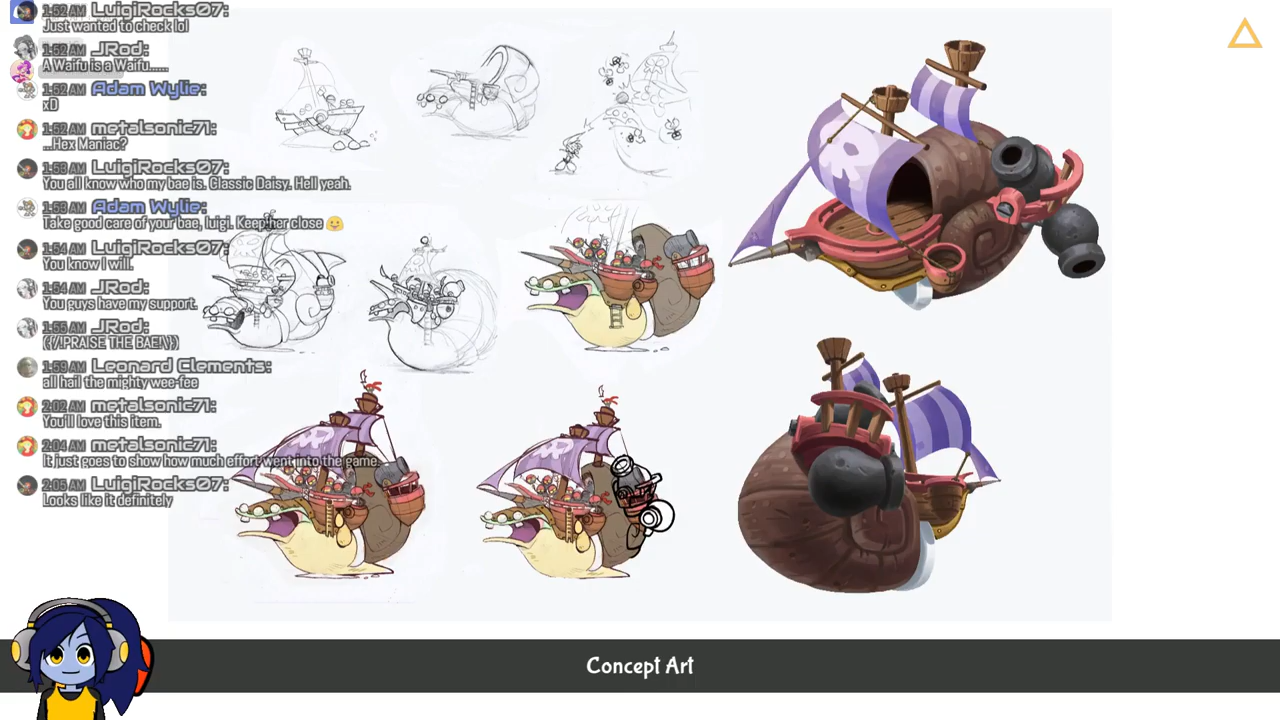 1:52 AM LuigiRocks07:
Just wanted to check lol
1:52 AM JRod:
A Waifu is a Waifu......
1:52 AM Adam Wylie:
xD
1:52 AM metalsonic71:
...Hex Maniac?
1:53 AM LuigiRocks07:
You all know who my bae is. Classic Daisy. Hell yeah.
1:53 AM Adam Wylie:
Take good care of your bae, luigi. Keep her close
1:54 AM LuigiRocks07:
You know I will.
1:54 AM JRod:
You guys have my support.
1:55 AM JRod:
({{/!PRAISE THE BAE!\}})
1:59 AM Leonard Clements:
all hail the mighty wee-fee
2:02 AM metalsonic71:
You'll love this item.
2:04 AM metalsonic71:
It just goes to show how much effort went into the game.
2:05 AM LuigiRocks07:
Looks like it definitely
Concept Art